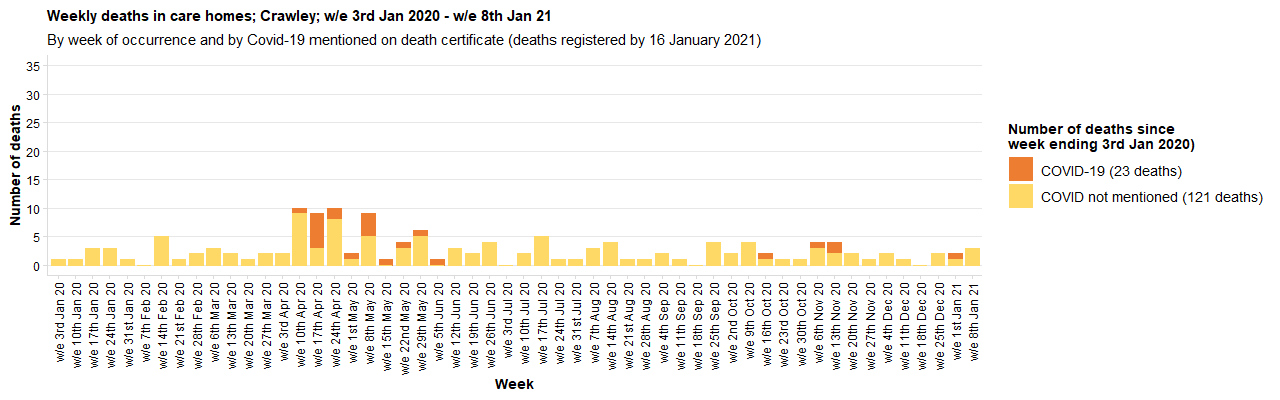 Weekly deaths in care homes; Crawley; w/e 3rd Jan 2020 - w/e 8th Jan 21
By week of occurrence and by Covid-19 mentioned on death certificate (deaths registered by 16 January 2021)
Number of deaths
35
30
25
20
15
10
5
0
w/e 3rd Jan 20
w/e 10th Jan 20
w/e 17th Jan 20
w/e 24th Jan 20
w/e 31st Jan 20
w/e 7th Feb 20
w/e 14th Feb 20
w/e 21st Feb 20
w/e 28th Feb 20
w/e 6th Mar 20
w/e 13th Mar 20
w/e 20th Mar 20
w/e 27th Mar 20
w/e 3rd Apr 20
w/e 10th Apr 20
w/e 17th Apr 20
w/e 24th Apr 20
w/e 1st May 20
w/e 8th May 20
w/e 15th May 20
w/e 22nd May 20
w/e 29th May 20
w/e 5th Jun 20
w/e 12th Jun 20
w/e 19th Jun 20
w/e 26th Jun 20
w/e 3rd Jul 20
w/e 10th Jul 20
w/e 17th Jul 20
w/e 24th Jul 20
w/e 31st Jul 20
w/e 7th Aug 20
w/e 14th Aug 20
w/e 21st Aug 20
w/e 28th Aug 20
w/e 4th Sep 20
w/e 11th Sep 20
w/e 18th Sep 20
w/e 25th Sep 20
w/e 2nd Oct 20
w/e 9th Oct 20
w/e 16th Oct 20
w/e 23rd Oct 20
w/e 30th Oct 20
w/e 6th Nov 20
w/e 13th Nov 20
w/e 20th Nov 20
w/e 27th Nov 20
w/e 4th Dec 20
w/e 11th Dec 20
w/e 18th Dec 20
w/e 25th Dec 20
w/e 1st Jan 21
w/e 8th Jan 21
Week
Number of deaths since
week ending 3rd Jan 2020)
COVID-19 (23 deaths)
COVID not mentioned (121 deaths)